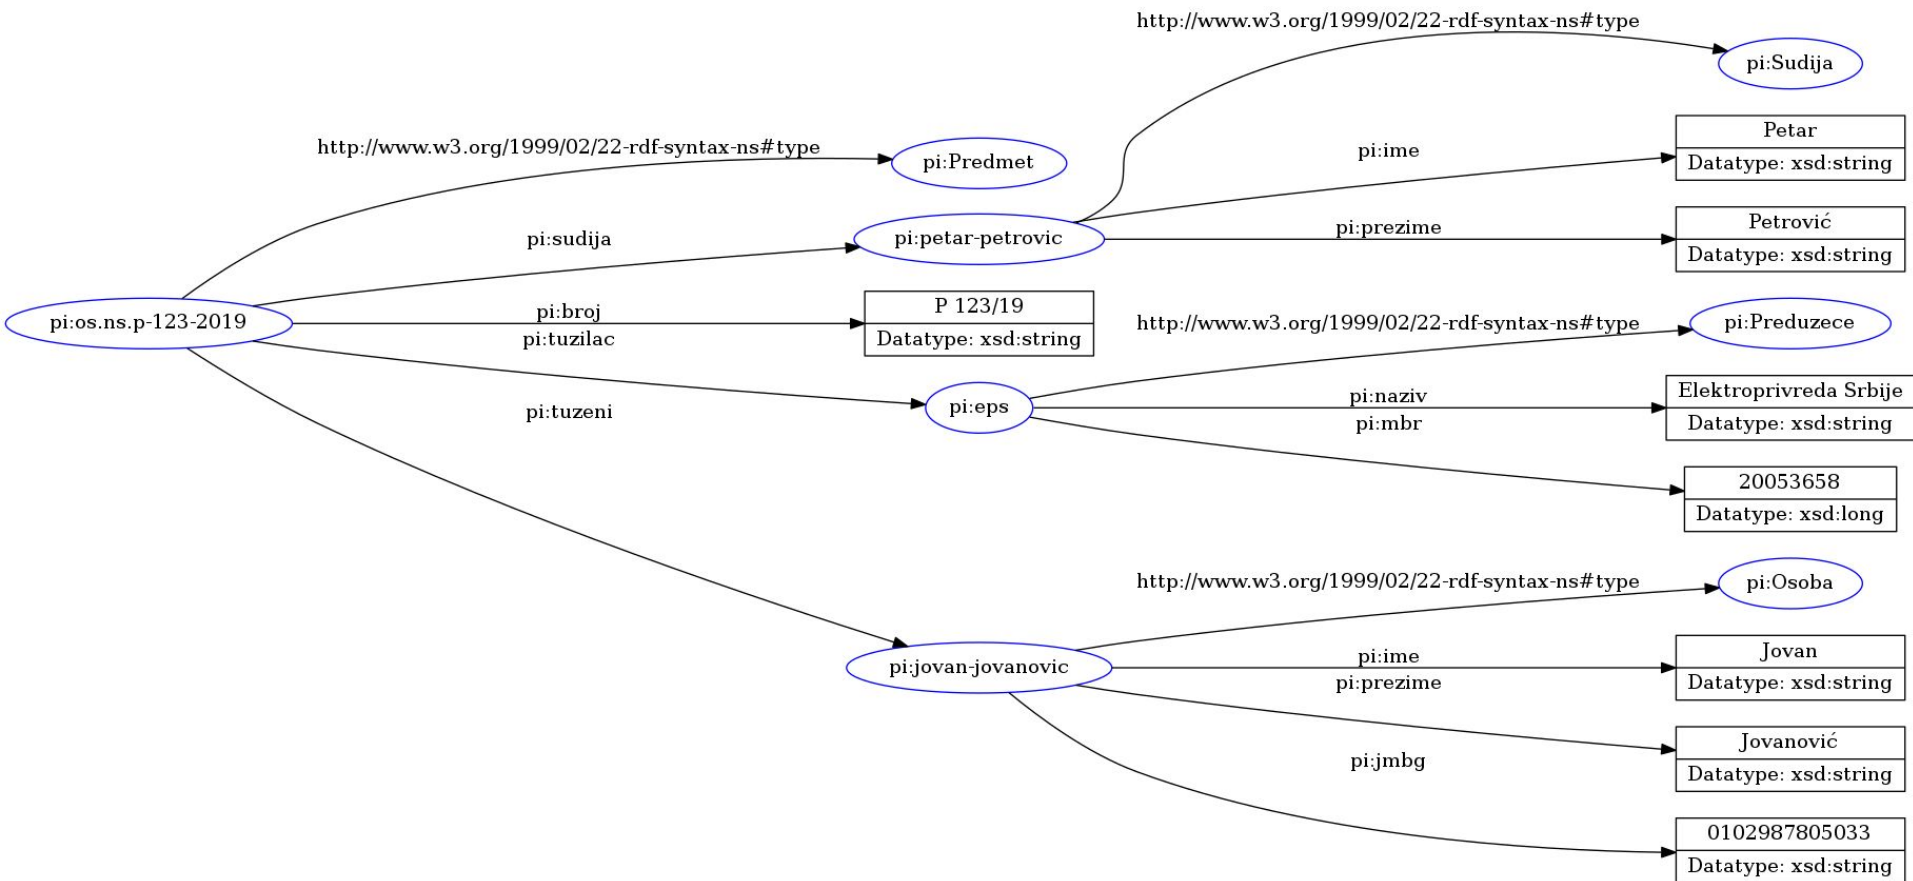 http://www.w3.org/1999/02/22-rdf-syntax-ns#type
pi:Sudija
Petar
Datatype: xsd:string
pi:ime
http://www.w3.org/1999/02/22-rdf-syntax-ns#type
pi:Predmet
pi:sudija
pi:petar-petrovic
pi:prezime
Petrović
Datatype: xsd:string
pi:os.ns.p-123-2019
pi:broj
P 123/19
Datatype: xsd:string
pi:tuzilac
http://www.w3.org/1999/02/22-rdf-syntax-ns#type
pi:Preduzece
pi:eps
pi:naziv
Elektroprivreda Srbije
Datatype: xsd:string
pi:mbr
pi:tuzeni
20053658
Datatype: xsd:long
http://www.w3.org/1999/02/22-rdf-syntax-ns#type
pi:Osoba
pi:jovan-jovanovic
pi:ime
Jovan
Datatype: xsd:string
pi:prezime
Jovanović
Datatype: xsd:string
pi:jmbg
0102987805033
Datatype: xsd:string